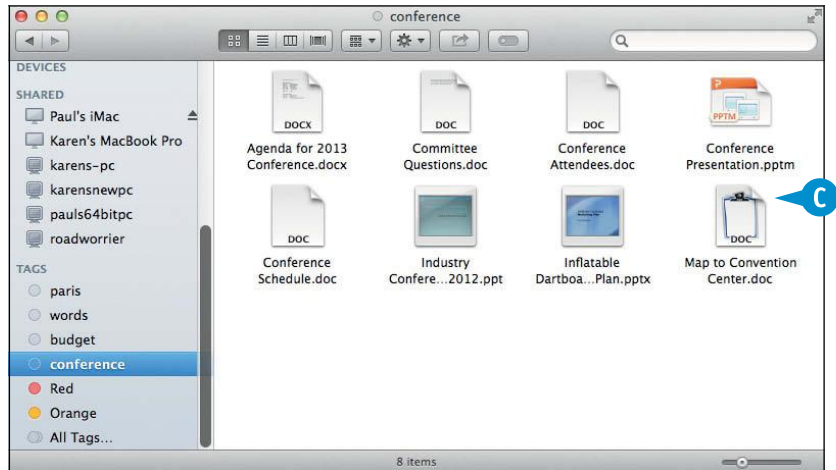 conference
DEVICES
SHARED
Paul's iMac
Karen's MacBook Pro
karens-pc
karensnewpc
pauls64bitpc
roadworrier
TAGS
paris
words
budget
conference
Red
Orange
All Tags...
DOCX
Agenda for 2013
Conference.docx
DOC
Committee
Questions.doc
DOC
Conference
Attendees.doc
P
PPTM
Conference
Presentation.pptm
DOC
Conference
Schedule.doc
Industry
Confere...2012.ppt
Inflatable
Dartboa...Plan.pptx
DOC
Map to Convention
Center.doc
C
8 items